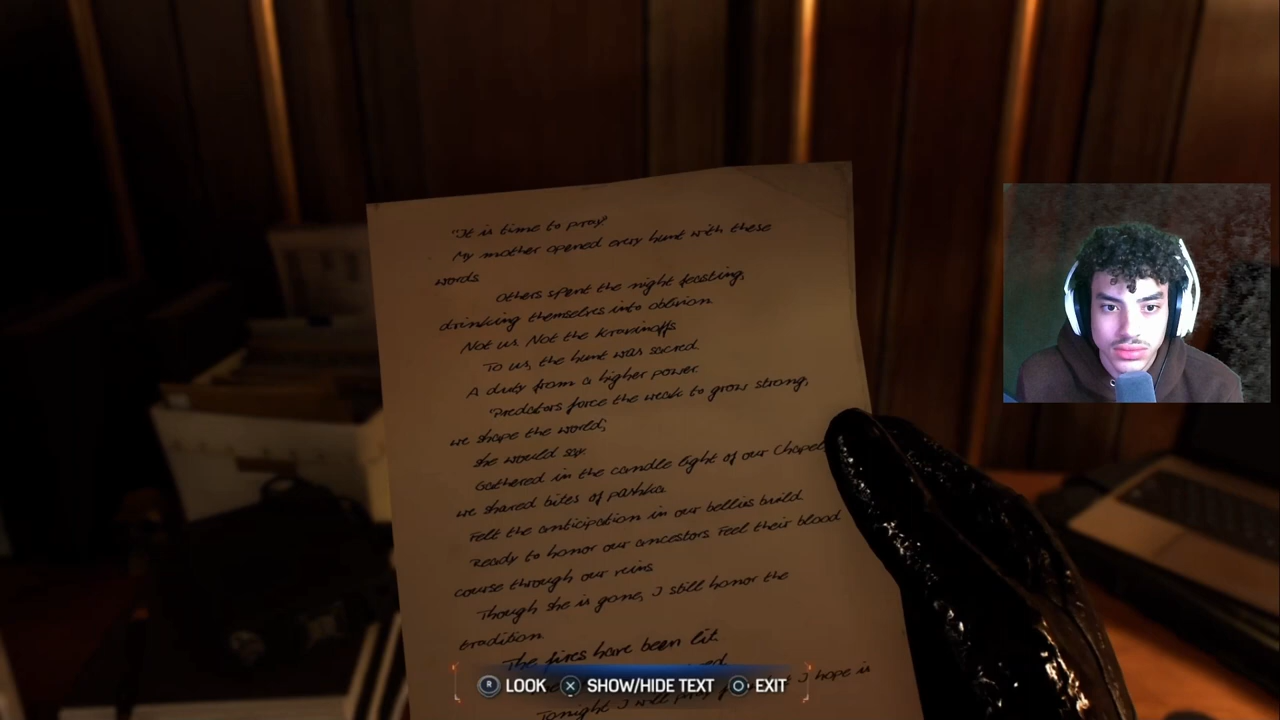 "It is time to pray."
My mother opened every hunt with these
words.
Others spent the night feasting,
drinking themselves into oblivion.
Not us. Not the Kravinoffs.
To us, the hunt was sacred.
A duty from a higher power.
"Predators force the weak to grow strong,
we shape the world,"
she would say.
Gathered in the candle light of our Chapel,
we shared bites of pashka.
Felt the anticipation in our bellies build.
Ready to honor our ancestors. Feel their blood
course through our veins.
Though she is gone, I still honor the
tradition.
The fires have been lit.
Tonight I will I hope is
R LOOK SHOW/HIDE TEXT EXIT